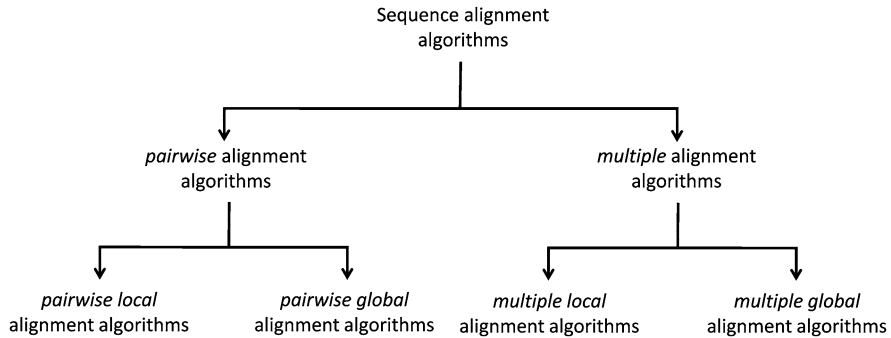 Sequence alignment
algorithms
pairwise alignment
algorithms
multiple alignment
algorithms
pairwise local
alignment algorithms
pairwise global
alignment algorithms
multiple local
alignment algorithms
multiple global
alignment algorithms